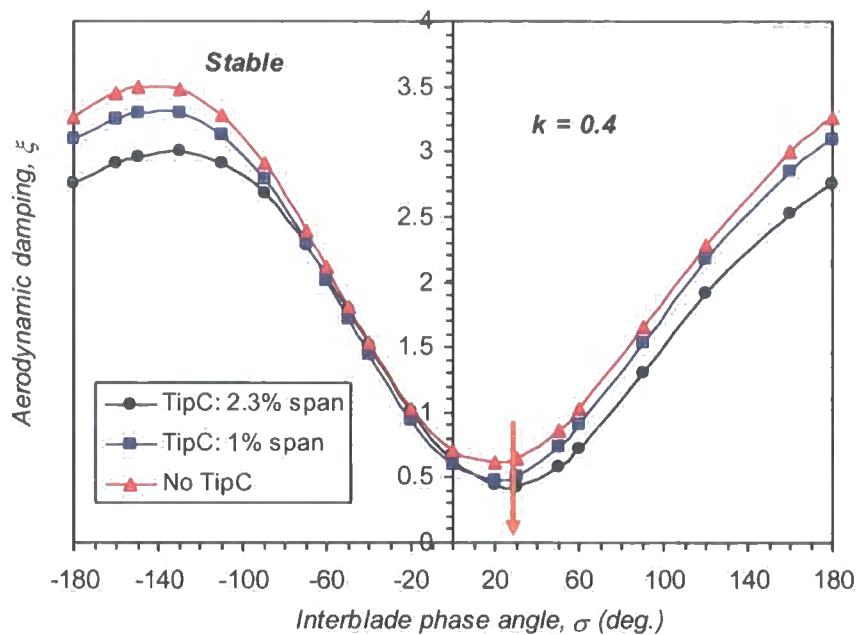 4
3.5
3
2.5
2
1.5
1
0.5
0
Aerodynamic damping, ξ
Stable
k = 0.4
TipC: 2.3% span
TipC: 1% span
No TipC
-180 -140 -100 -60 -20 20 60 100 140 180
Interblade phase angle, σ (deg.)